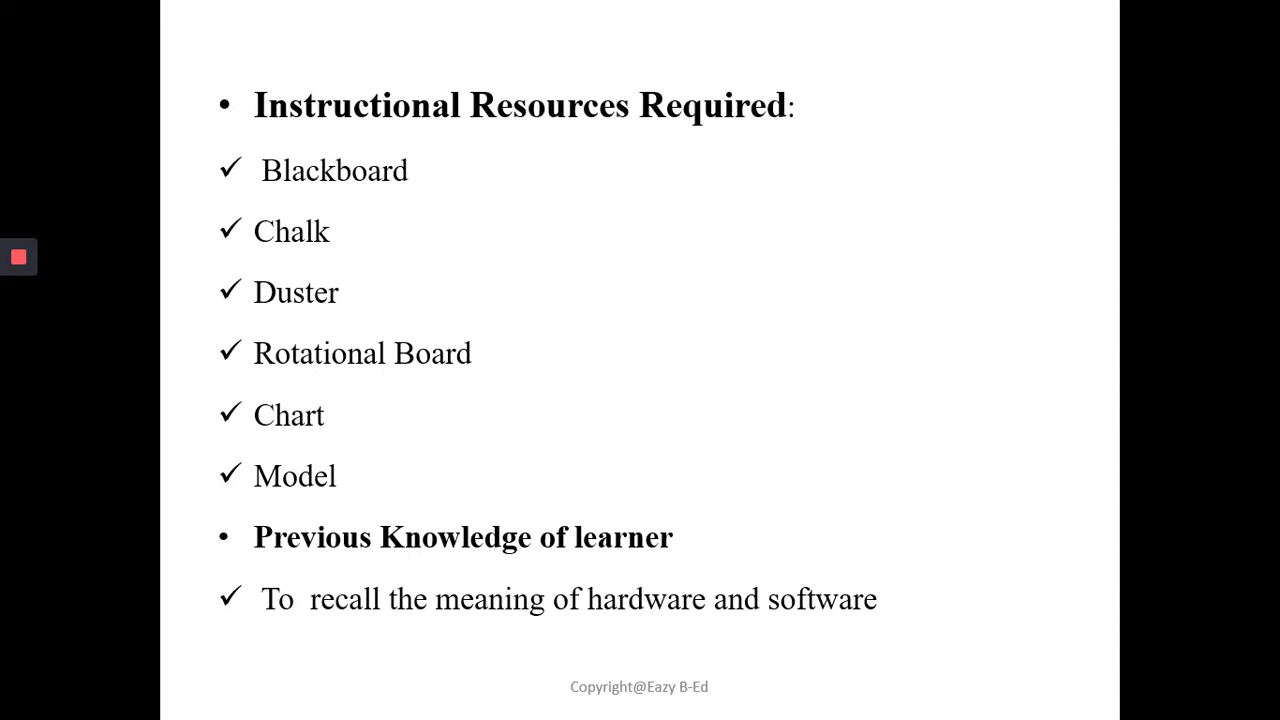 • Instructional Resources Required:
✓ Blackboard
✓ Chalk
✓ Duster
✓ Rotational Board
✓ Chart
✓ Model
• Previous Knowledge of learner
✓ To recall the meaning of hardware and software
Copyright@Eazy B-Ed